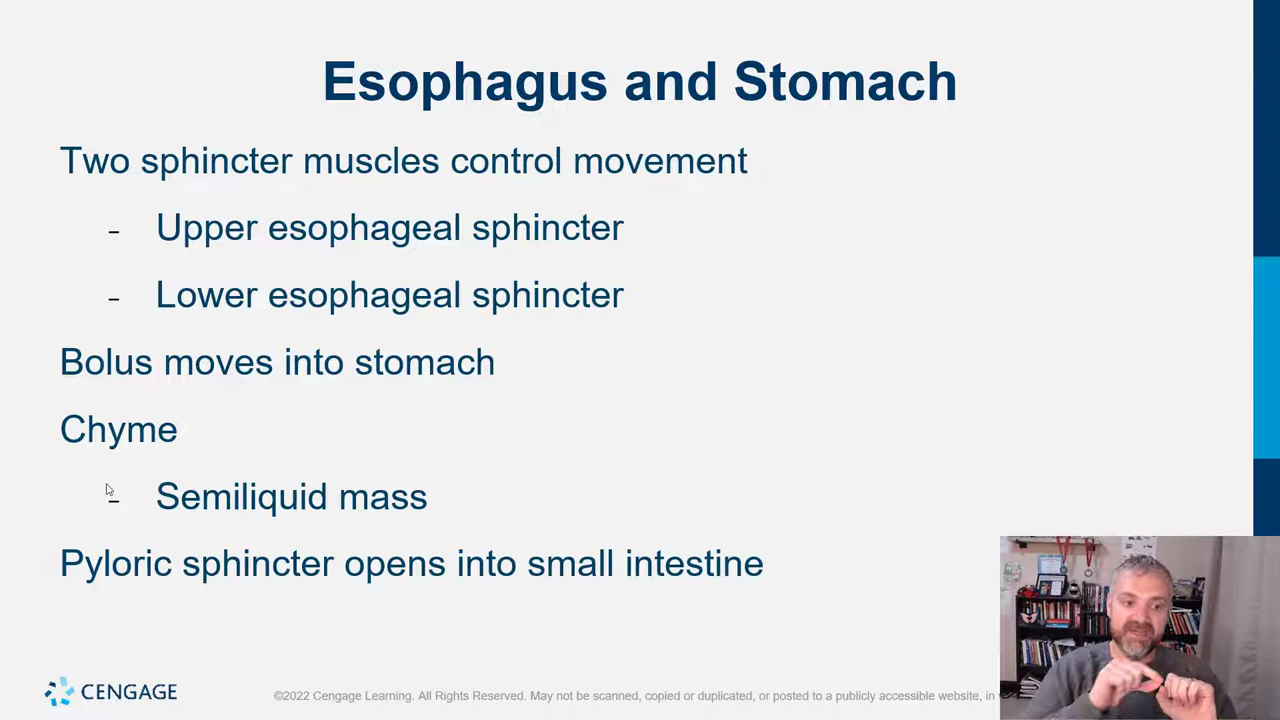 Esophagus and Stomach
Two sphincter muscles control movement
- Upper esophageal sphincter
- Lower esophageal sphincter
Bolus moves into stomach
Chyme
- Semiliquid mass
Pyloric sphincter opens into small intestine
CENGAGE
©2022 Cengage Learning. All Rights Reserved. May not be scanned, copied or duplicated, or posted to a publicly accessible website, in